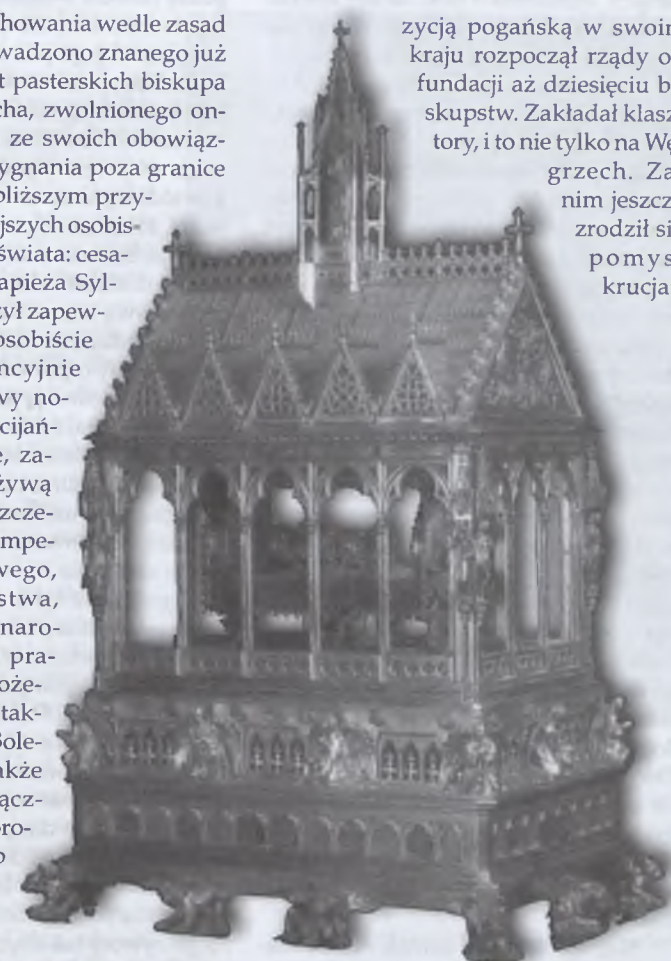 howania wedle zasad
wadzono znanego już
t pasterskich biskupa
cha, zwolnionego on-
ze swoich obowiąz-
ygnania poza granice
bliższym przy-
jszych osobis-
świata: cesa-
apieża Syl-
zył zapew-
osobiście
ncyjnie
wy no-
cijań-
e, za-
żywą
zcze-
mpe-
wego,
stwa,
naro-
pra-
oże-
tak-
Bole-
akże
ącz-
oro-
o
zycją pogańską w swoim
kraju rozpoczął rządy o
fundacji aż dziesięciu b
skupstw. Zakładał klasz
tory, i to nie tylko na Wę
grzech. Za
nim jeszcz
zrodził si
pomys
krucja